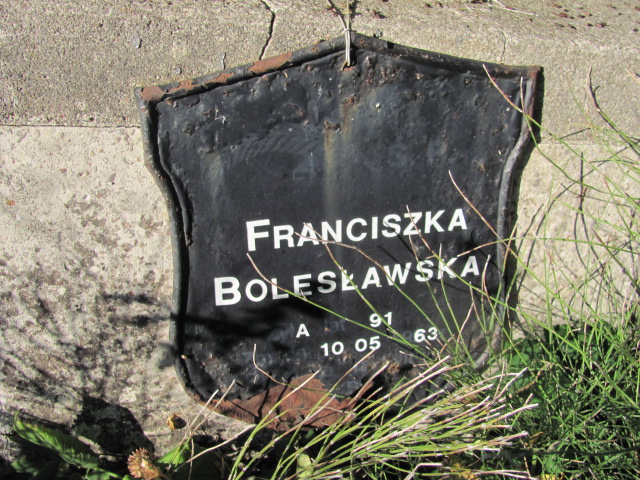 FRANCISZKA
BOLESŁAWSKA
A 91
10 05 63